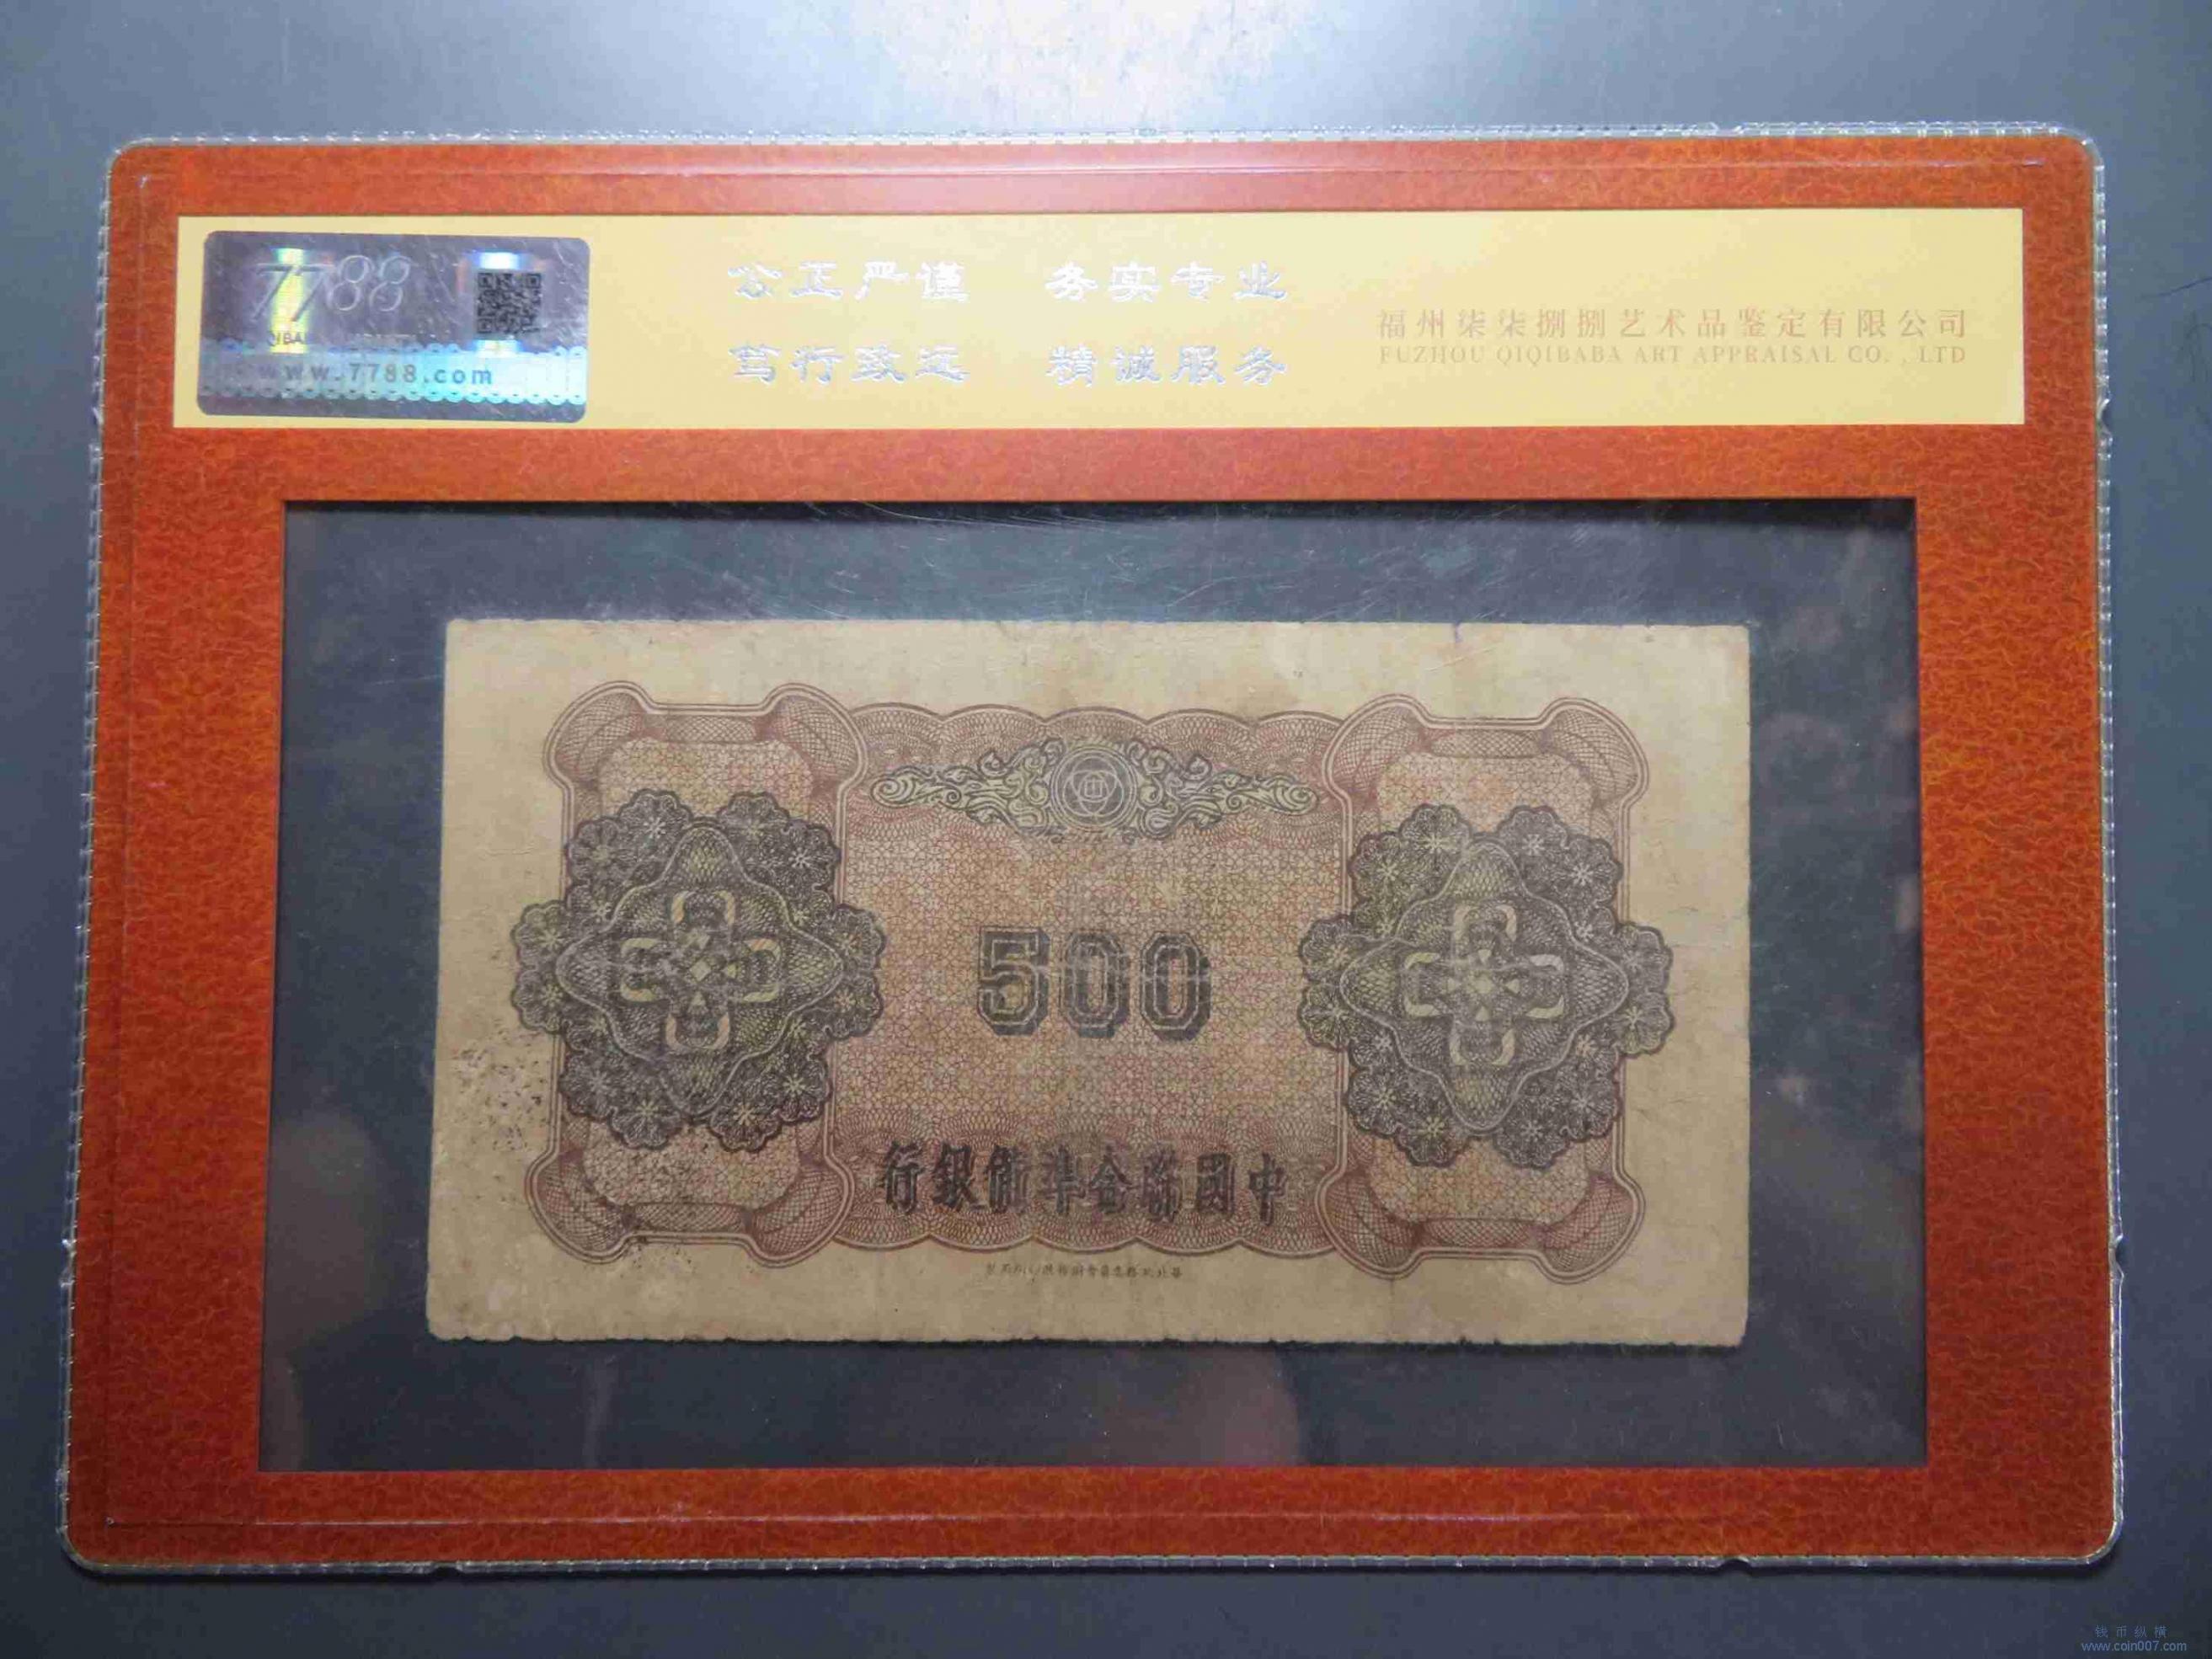 7788
www.7788.com
公正严谨 务实专业
笃行致远 精诚服务
福州柒柒捌捌艺术品鉴定有限公司
FUZHOU QIQIBABA ART APPRAISAL CO. , LTD
500
行銀備準合聯國中
钱币纵横
www.coin007.com